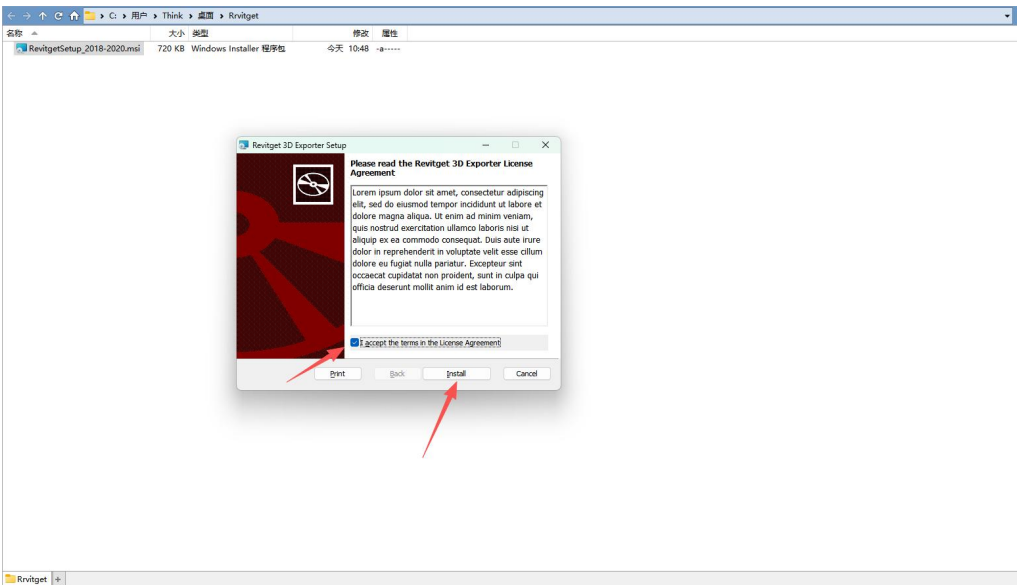 C: 用户 Think 桌面 Rrvitget
名称 大小 类型 修改 属性
RevitgetSetup_2018-2020.msi 720 KB Windows Installer 程序包 今天 10:48 -a-----
Revitget 3D Exporter Setup
Please read the Revitget 3D Exporter License
Agreement
Lorem ipsum dolor sit amet, consectetur adipiscing
elit, sed do eiusmod tempor incididunt ut labore et
dolore magna aliqua. Ut enim ad minim veniam,
quis nostrud exercitation ullamco laboris nisi ut
aliquip ex ea commodo consequat. Duis aute irure
dolor in reprehenderit in voluptate velit esse cillum
dolore eu fugiat nulla pariatur. Excepteur sint
occaecat cupidatat non proident, sunt in culpa qui
officia deserunt mollit anim id est laborum.
I accept the terms in the License Agreement
Print Back Install Cancel
Rrvitget +